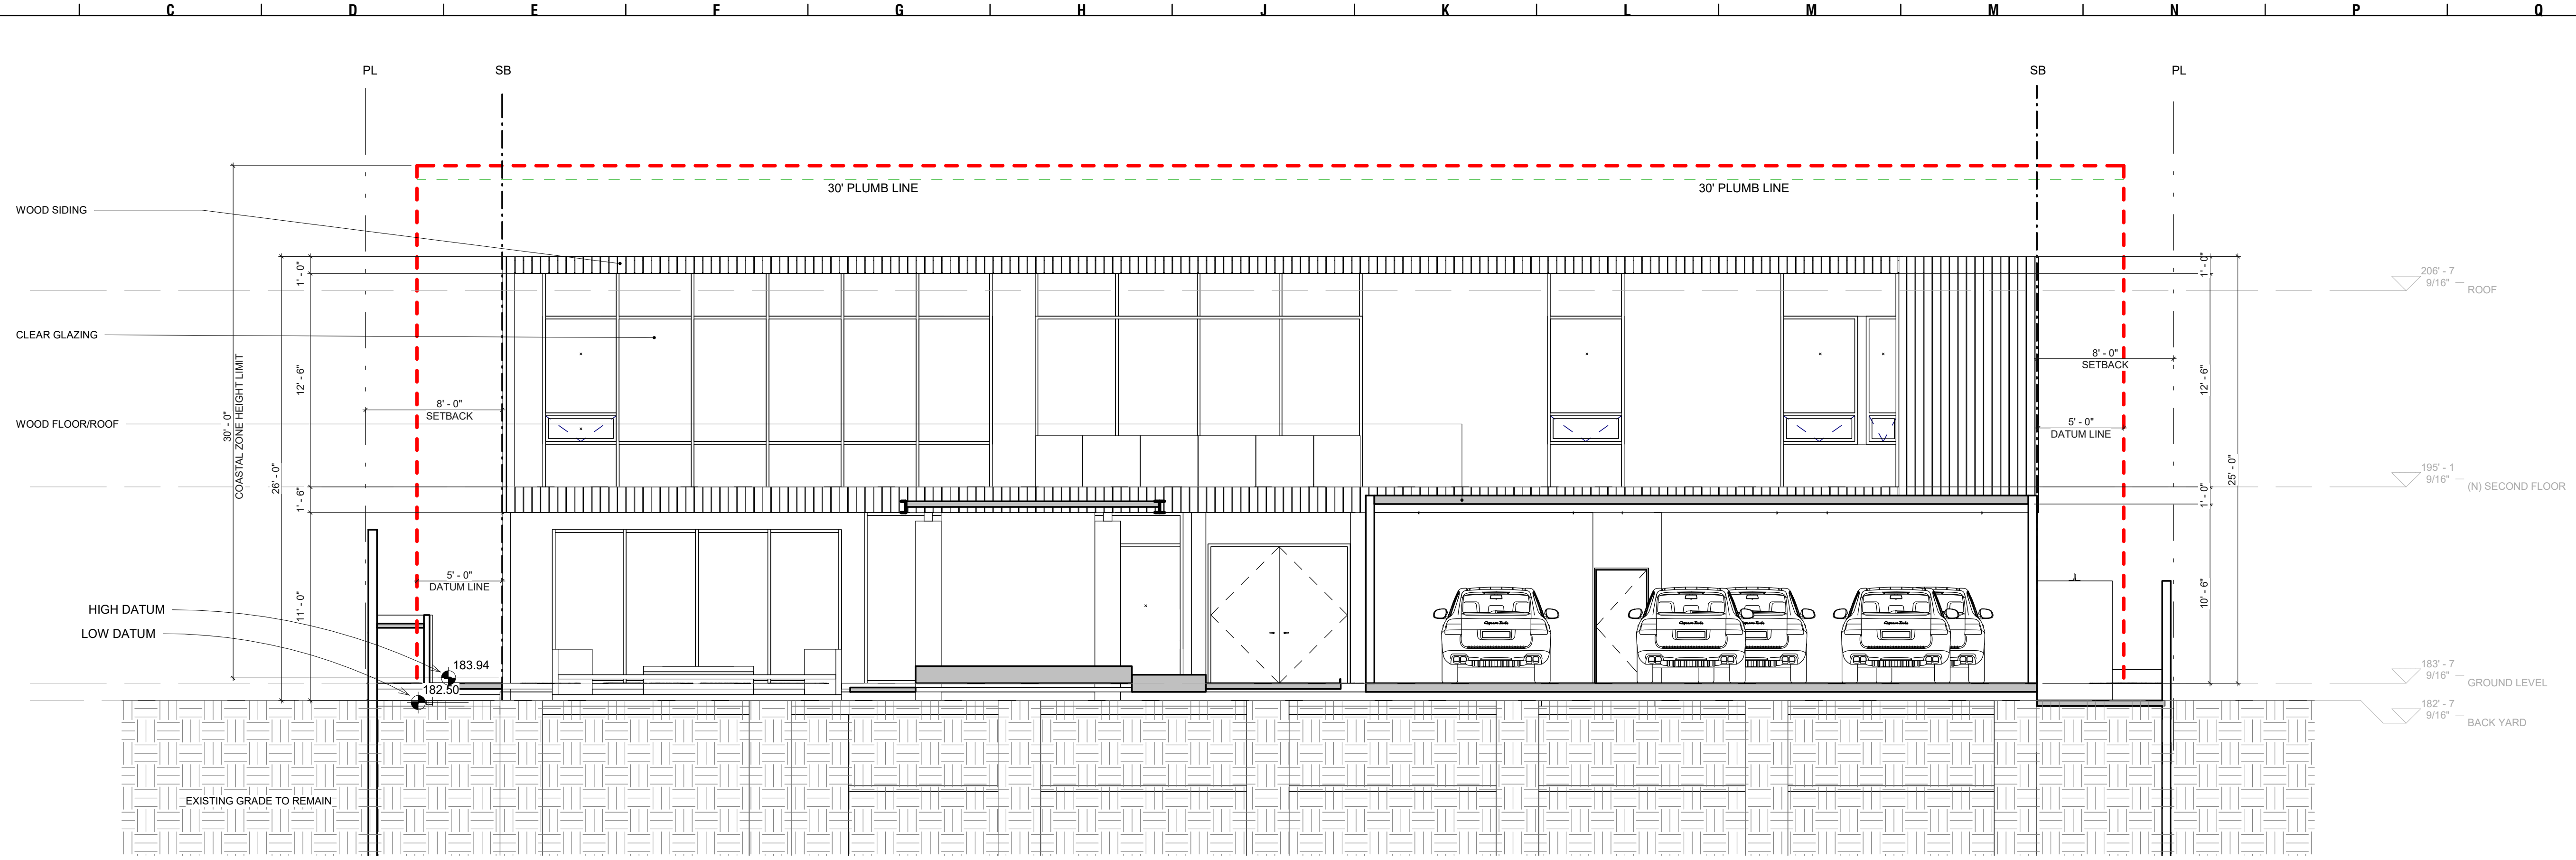 C D E F G H J K L M M N P Q
PL SB SB PL
30' PLUMB LINE 30' PLUMB LINE
WOOD SIDING
CLEAR GLAZING
WOOD FLOOR/ROOF
HIGH DATUM
LOW DATUM
30' - 0"
COASTAL ZONE HEIGHT LIMIT
26' - 0"
1' - 0"
12' - 6"
1' - 6"
11' - 0"
8' - 0"
SETBACK
5' - 0"
DATUM LINE
183.94
182.50
EXISTING GRADE TO REMAIN
8' - 0"
SETBACK
5' - 0"
DATUM LINE
1' - 0"
12' - 6"
1' - 0"
10' - 6"
25' - 0"
206' - 7
9/16"
ROOF
195' - 1
9/16"
(N) SECOND FLOOR
183' - 7
9/16"
GROUND LEVEL
182' - 7
9/16"
BACK YARD